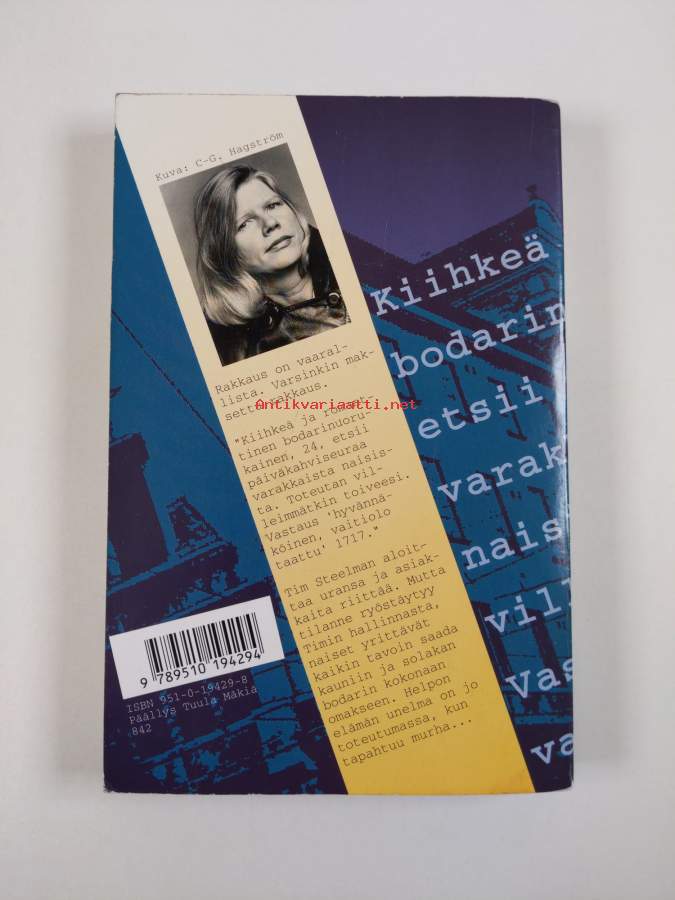 Kuva: C-G. Hagström
Rakkaus on vaaral-
lista. Varsinkin mak-
settu rakkaus.
Antikvariaatti.net
"Kiihkeä ja roman-
tinen bodarinuoru-
kainen, 24, etsii
päiväkahviseuraa
varakkaista naisis-
ta. Toteutan vil-
leimmätkin toiveesi.
Vastaus 'hyvännä-
köinen, vaitiolo
taattu' 1717."
Tim Steelman aloit-
taa uransa ja asiak-
kaita riittää. Mutta
tilanne ryöstäytyy
Timin hallinnasta,
naiset yrittävät
kaikin tavoin saada
kauniin ja solakan
bodarin kokonaan
omakseen. Helpon
elämän unelma on jo
toteutumassa, kun
tapahtuu murha...
Kiihkeä
bodarin
etsii
varak
nais
vill
Vas
va
9 789510 194294
ISBN 951-0-19429-8
Päällys Tuula Mäkiä
842